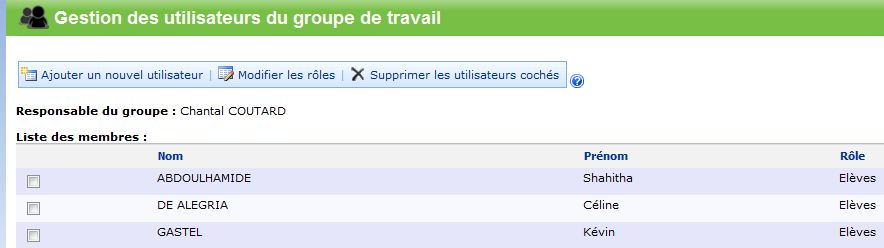 Gestion des utilisateurs du groupe de travail
Ajouter un nouvel utilisateur | Modifier les rôles | Supprimer les utilisateurs cochés ?
Responsable du groupe : Chantal COUTARD
Liste des membres :
Nom Prénom Rôle
ABDOULHAMIDE Shahitha Elèves
DE ALEGRIA Céline Elèves
GASTEL Kévin Elèves